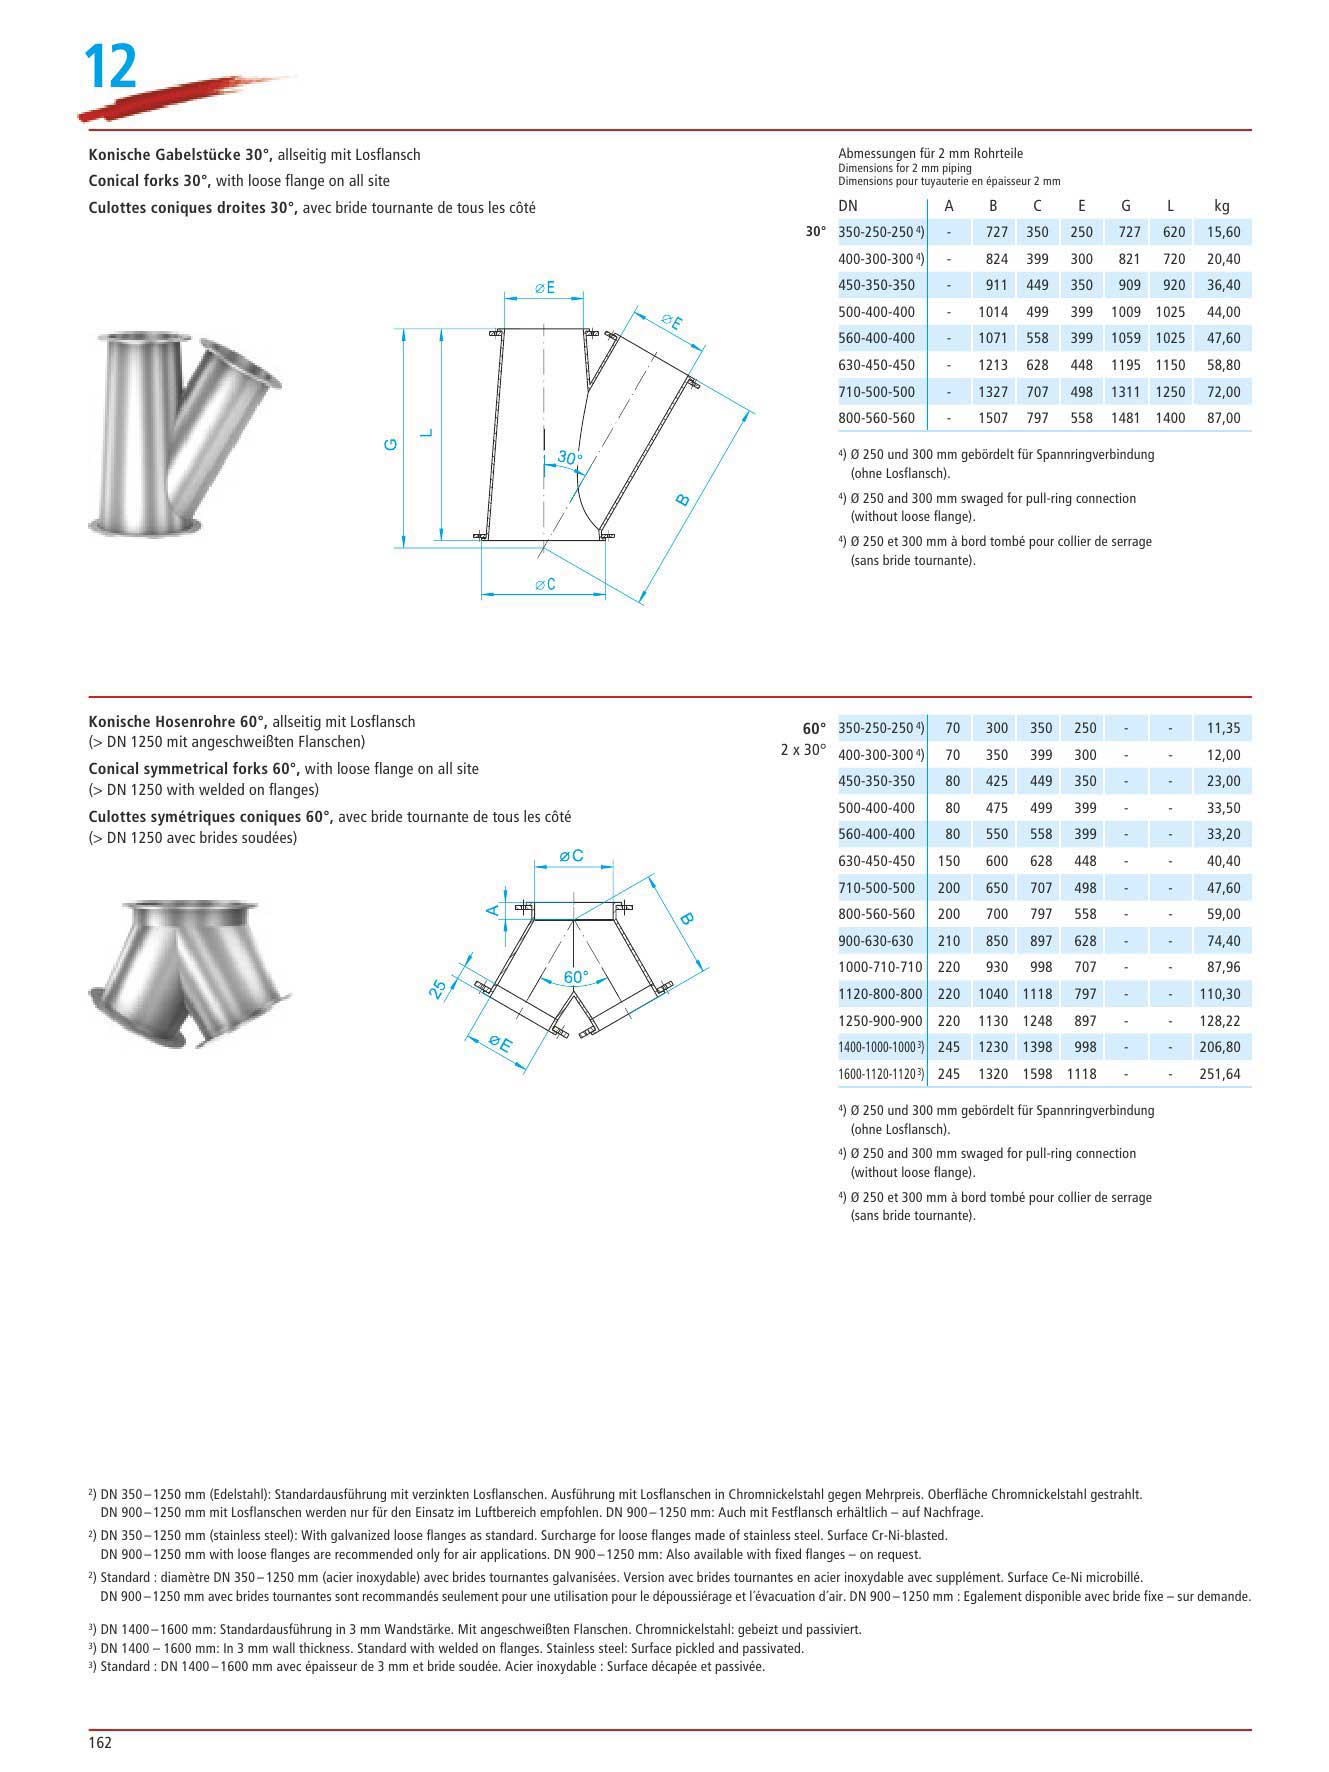 12
Konische Gabelstücke 30°, allseitig mit Losflansch
Conical forks 30°, with loose flange on all site
Culottes coniques droites 30°, avec bride tournante de tous les côté
Abmessungen für 2 mm Rohrteile
Dimensions for 2 mm piping
Dimensions pour tuyauterie en épaisseur 2 mm
DN A B C E G L kg
30° 350-250-250 ⁴) - 727 350 250 727 620 15,60
400-300-300 ⁴) - 824 399 300 821 720 20,40
450-350-350 - 911 449 350 909 920 36,40
500-400-400 - 1014 499 399 1009 1025 44,00
560-400-400 - 1071 558 399 1059 1025 47,60
630-450-450 - 1213 628 448 1195 1150 58,80
710-500-500 - 1327 707 498 1311 1250 72,00
800-560-560 - 1507 797 558 1481 1400 87,00
⁴) Ø 250 und 300 mm gebördelt für Spannringverbindung
(ohne Losflansch).
⁴) Ø 250 and 300 mm swaged for pull-ring connection
(without loose flange).
⁴) Ø 250 et 300 mm à bord tombé pour collier de serrage
(sans bride tournante).
⌀E
⌀E
G
L
30°
B
⌀C
Konische Hosenrohre 60°, allseitig mit Losflansch
(> DN 1250 mit angeschweißten Flanschen)
Conical symmetrical forks 60°, with loose flange on all site
(> DN 1250 with welded on flanges)
Culottes symétriques coniques 60°, avec bride tournante de tous les côté
(> DN 1250 avec brides soudées)
⌀C
A
B
25
60°
⌀E
60° 350-250-250 ⁴) 70 300 350 250 - - 11,35
2 x 30° 400-300-300 ⁴) 70 350 399 300 - - 12,00
450-350-350 80 425 449 350 - - 23,00
500-400-400 80 475 499 399 - - 33,50
560-400-400 80 550 558 399 - - 33,20
630-450-450 150 600 628 448 - - 40,40
710-500-500 200 650 707 498 - - 47,60
800-560-560 200 700 797 558 - - 59,00
900-630-630 210 850 897 628 - - 74,40
1000-710-710 220 930 998 707 - - 87,96
1120-800-800 220 1040 1118 797 - - 110,30
1250-900-900 220 1130 1248 897 - - 128,22
1400-1000-1000 ³) 245 1230 1398 998 - - 206,80
1600-1120-1120 ³) 245 1320 1598 1118 - - 251,64
⁴) Ø 250 und 300 mm gebördelt für Spannringverbindung
(ohne Losflansch).
⁴) Ø 250 and 300 mm swaged for pull-ring connection
(without loose flange).
⁴) Ø 250 et 300 mm à bord tombé pour collier de serrage
(sans bride tournante).
²) DN 350–1250 mm (Edelstahl): Standardausführung mit verzinkten Losflanschen. Ausführung mit Losflanschen in Chromnickelstahl gegen Mehrpreis. Oberfläche Chromnickelstahl gestrahlt.
DN 900–1250 mm mit Losflanschen werden nur für den Einsatz im Luftbereich empfohlen. DN 900–1250 mm: Auch mit Festflansch erhältlich – auf Nachfrage.
²) DN 350–1250 mm (stainless steel): With galvanized loose flanges as standard. Surcharge for loose flanges made of stainless steel. Surface Cr-Ni-blasted.
DN 900–1250 mm with loose flanges are recommended only for air applications. DN 900–1250 mm: Also available with fixed flanges – on request.
²) Standard : diamètre DN 350–1250 mm (acier inoxydable) avec brides tournantes galvanisées. Version avec brides tournantes en acier inoxydable avec supplément. Surface Ce-Ni microbillé.
DN 900–1250 mm avec brides tournantes sont recommandés seulement pour une utilisation pour le dépoussiérage et l´évacuation d´air. DN 900–1250 mm : Egalement disponible avec bride fixe – sur demande.
³) DN 1400–1600 mm: Standardausführung in 3 mm Wandstärke. Mit angeschweißten Flanschen. Chromnickelstahl: gebeizt und passiviert.
³) DN 1400 – 1600 mm: In 3 mm wall thickness. Standard with welded on flanges. Stainless steel: Surface pickled and passivated.
³) Standard : DN 1400–1600 mm avec épaisseur de 3 mm et bride soudée. Acier inoxydable : Surface décapée et passivée.
162